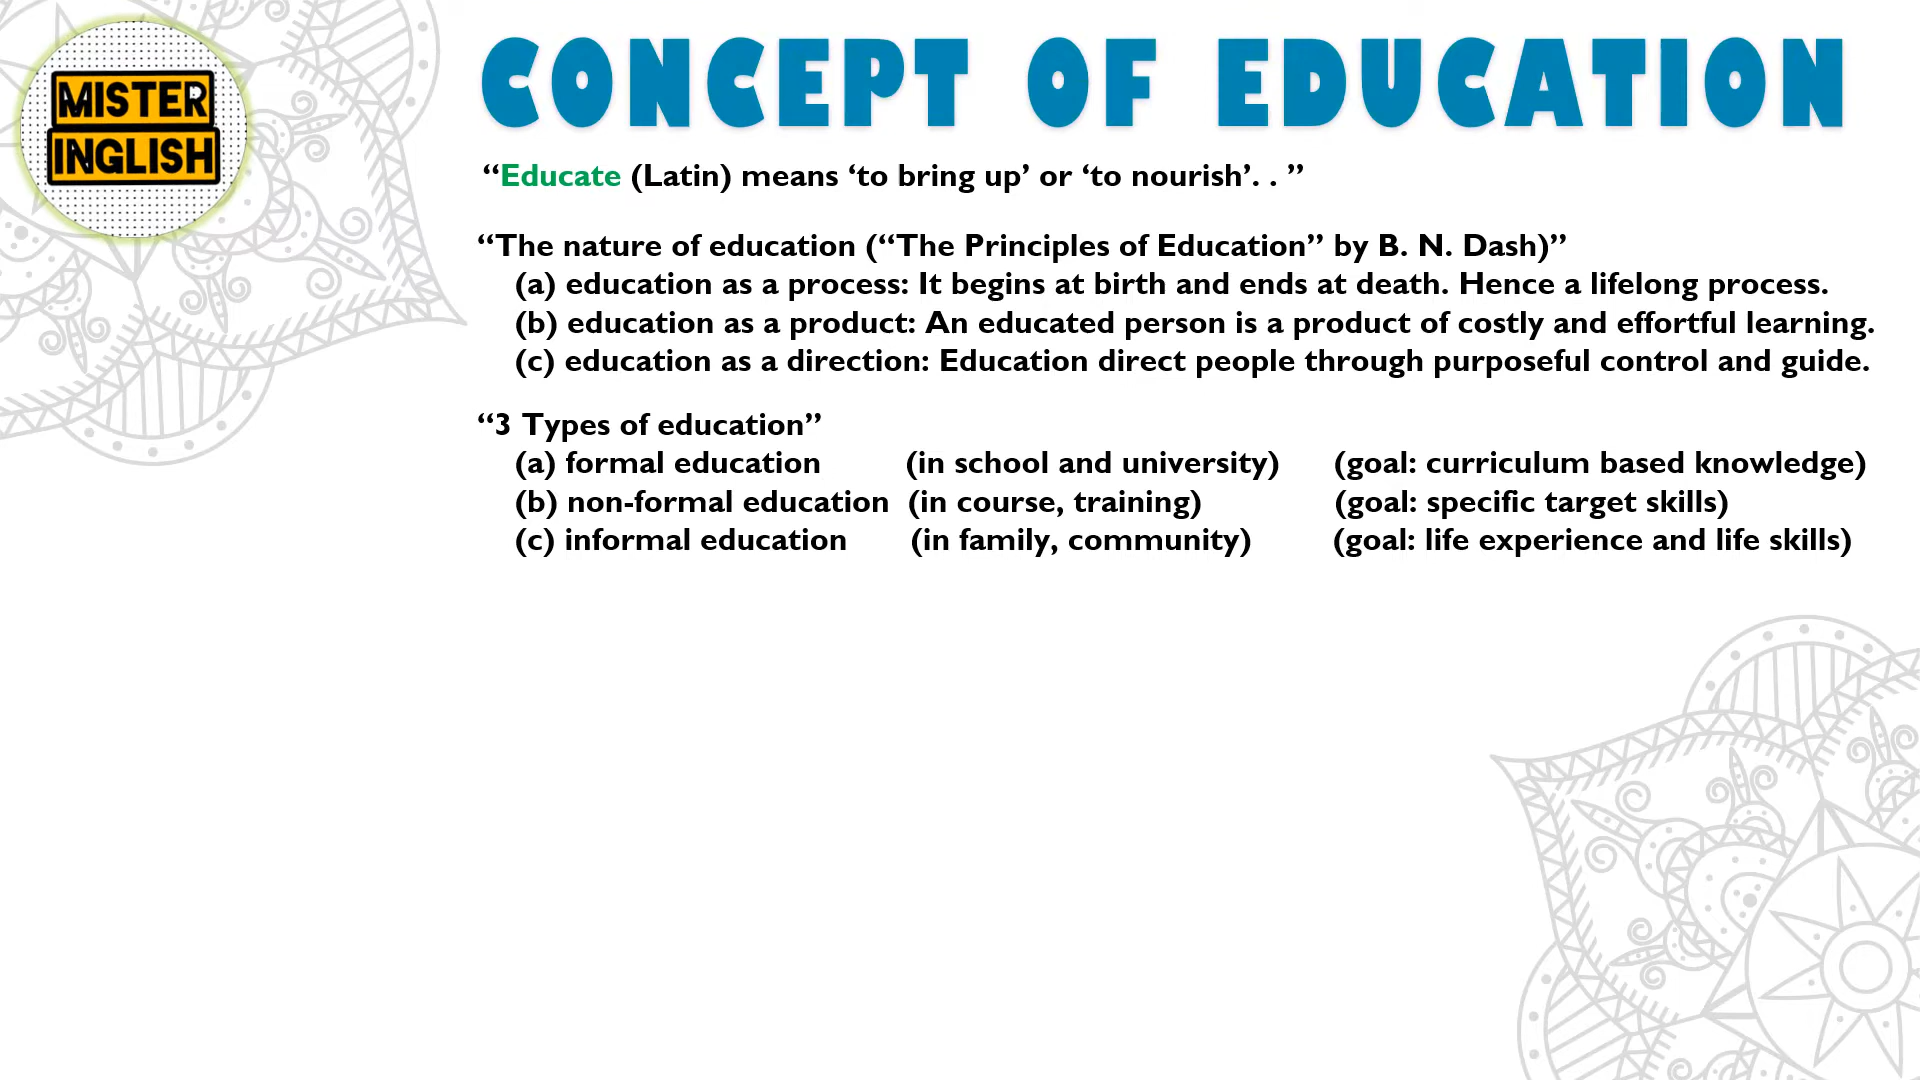 MISTER
INGLISH
CONCEPT OF EDUCATION
“Educate (Latin) means ‘to bring up’ or ‘to nourish’. . ”
“The nature of education (“The Principles of Education” by B. N. Dash)”
(a) education as a process: It begins at birth and ends at death. Hence a lifelong process.
(b) education as a product: An educated person is a product of costly and effortful learning.
(c) education as a direction: Education direct people through purposeful control and guide.
“3 Types of education”
(a) formal education (in school and university) (goal: curriculum based knowledge)
(b) non-formal education (in course, training) (goal: specific target skills)
(c) informal education (in family, community) (goal: life experience and life skills)